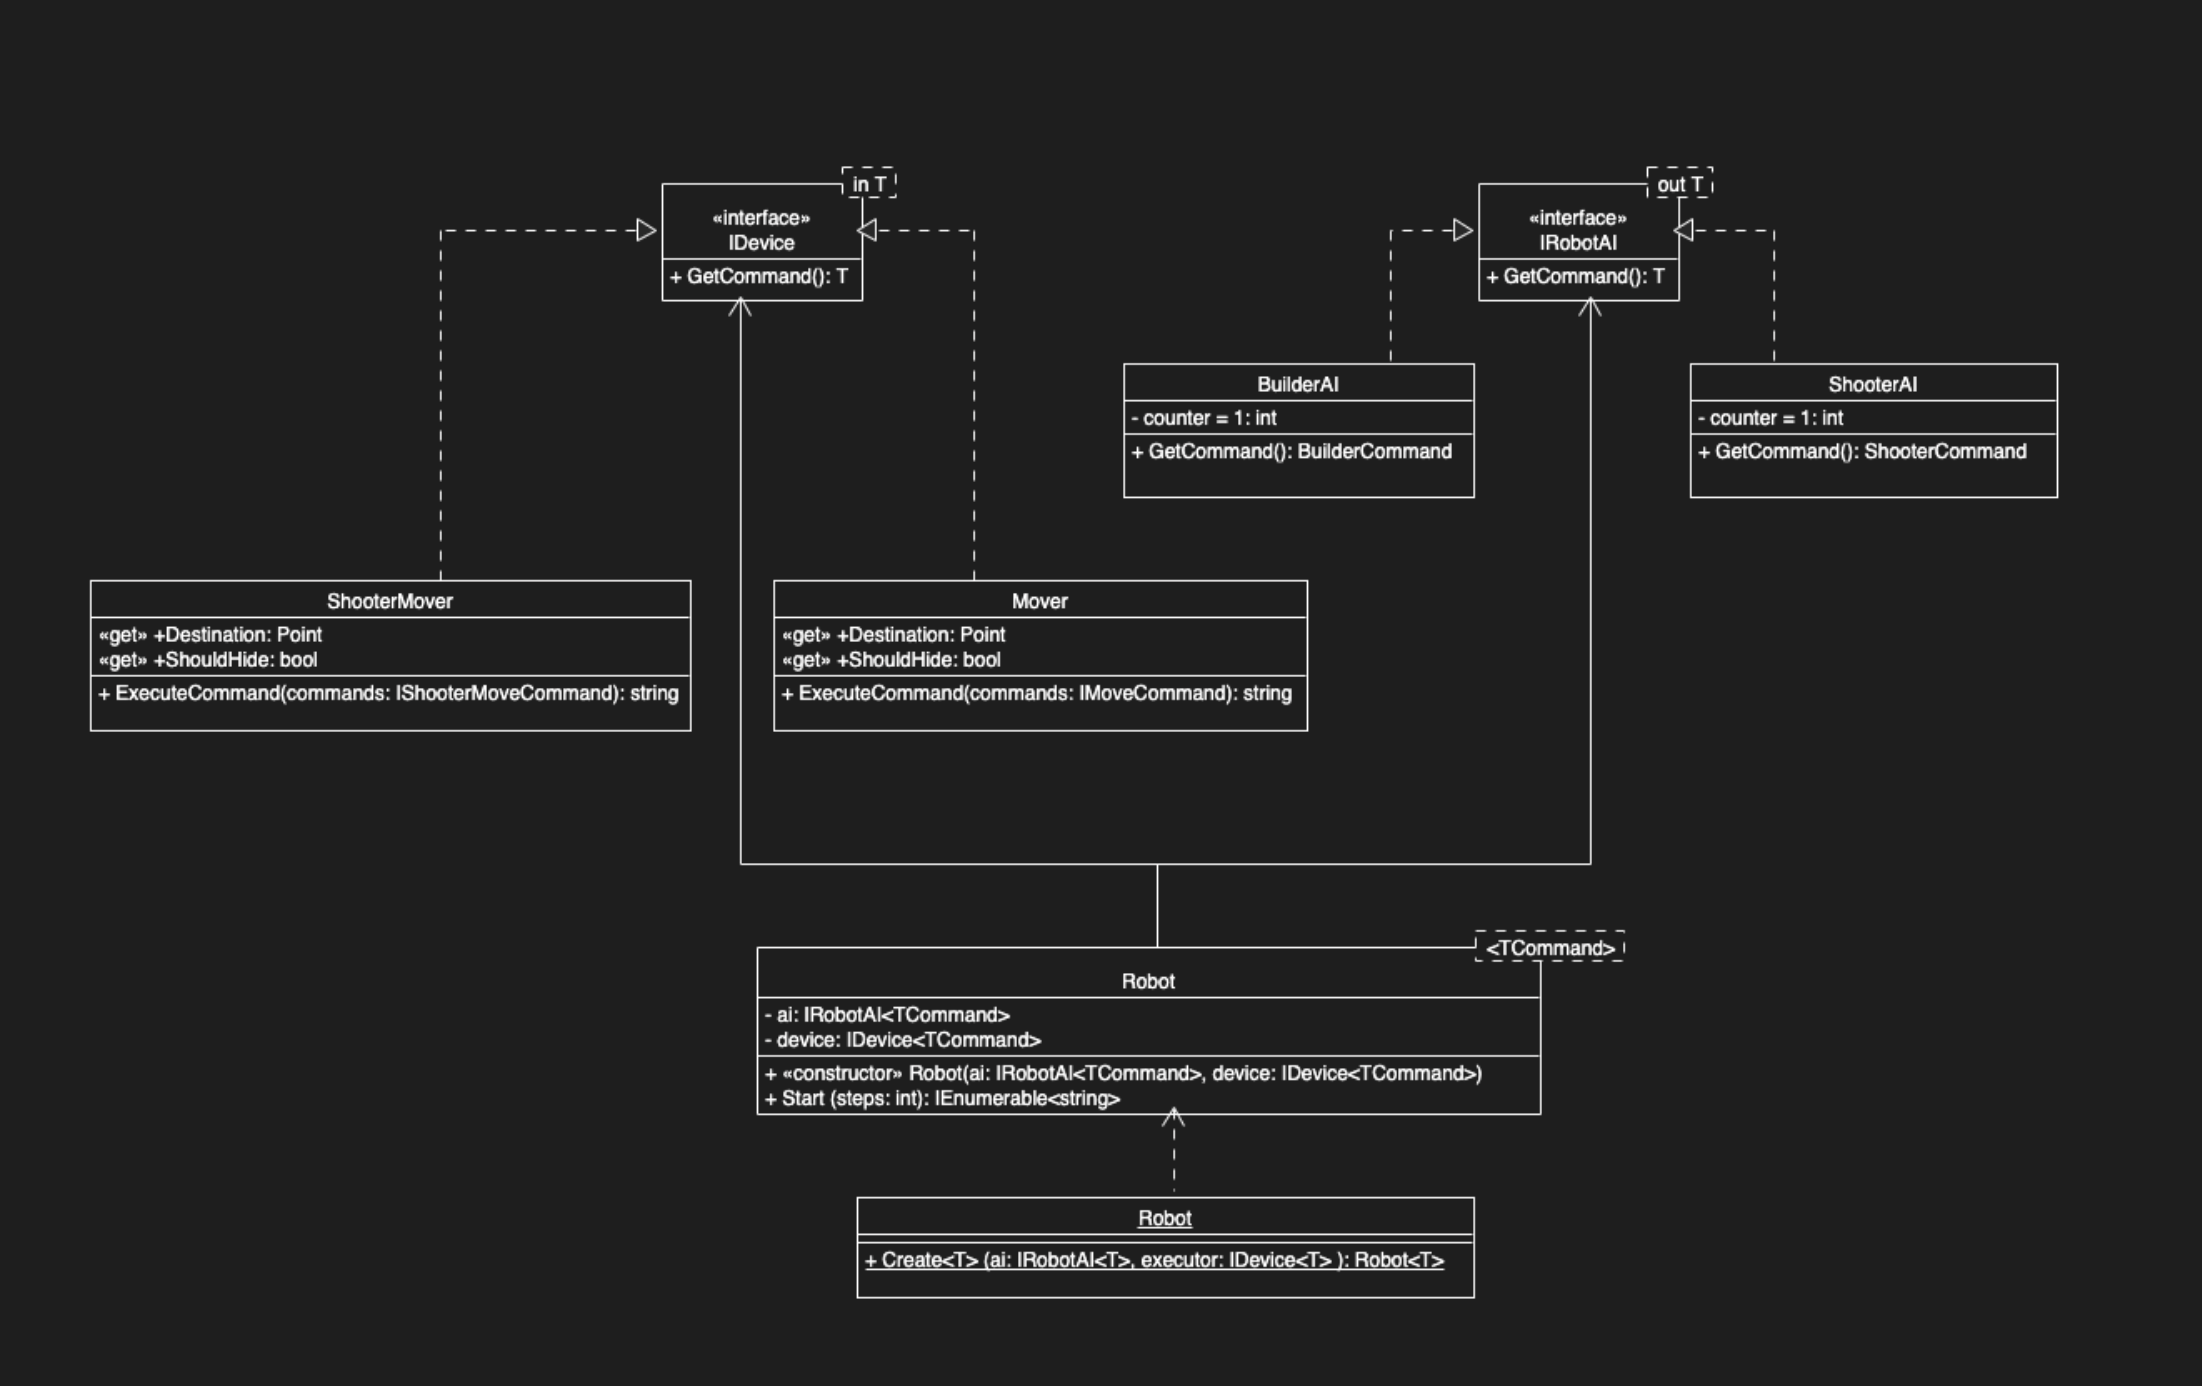 in T
«interface»
IDevice
+ GetCommand(): T
out T
«interface»
IRobotAI
+ GetCommand(): T
BuilderAI
- counter = 1: int
+ GetCommand(): BuilderCommand
ShooterAI
- counter = 1: int
+ GetCommand(): ShooterCommand
ShooterMover
«get» +Destination: Point
«get» +ShouldHide: bool
+ ExecuteCommand(commands: IShooterMoveCommand): string
Mover
«get» +Destination: Point
«get» +ShouldHide: bool
+ ExecuteCommand(commands: IMoveCommand): string
<TCommand>
Robot
- ai: IRobotAI<TCommand>
- device: IDevice<TCommand>
+ «constructor» Robot(ai: IRobotAI<TCommand>, device: IDevice<TCommand>)
+ Start (steps: int): IEnumerable<string>
Robot
+ Create<T> (ai: IRobotAI<T>, executor: IDevice<T> ): Robot<T>